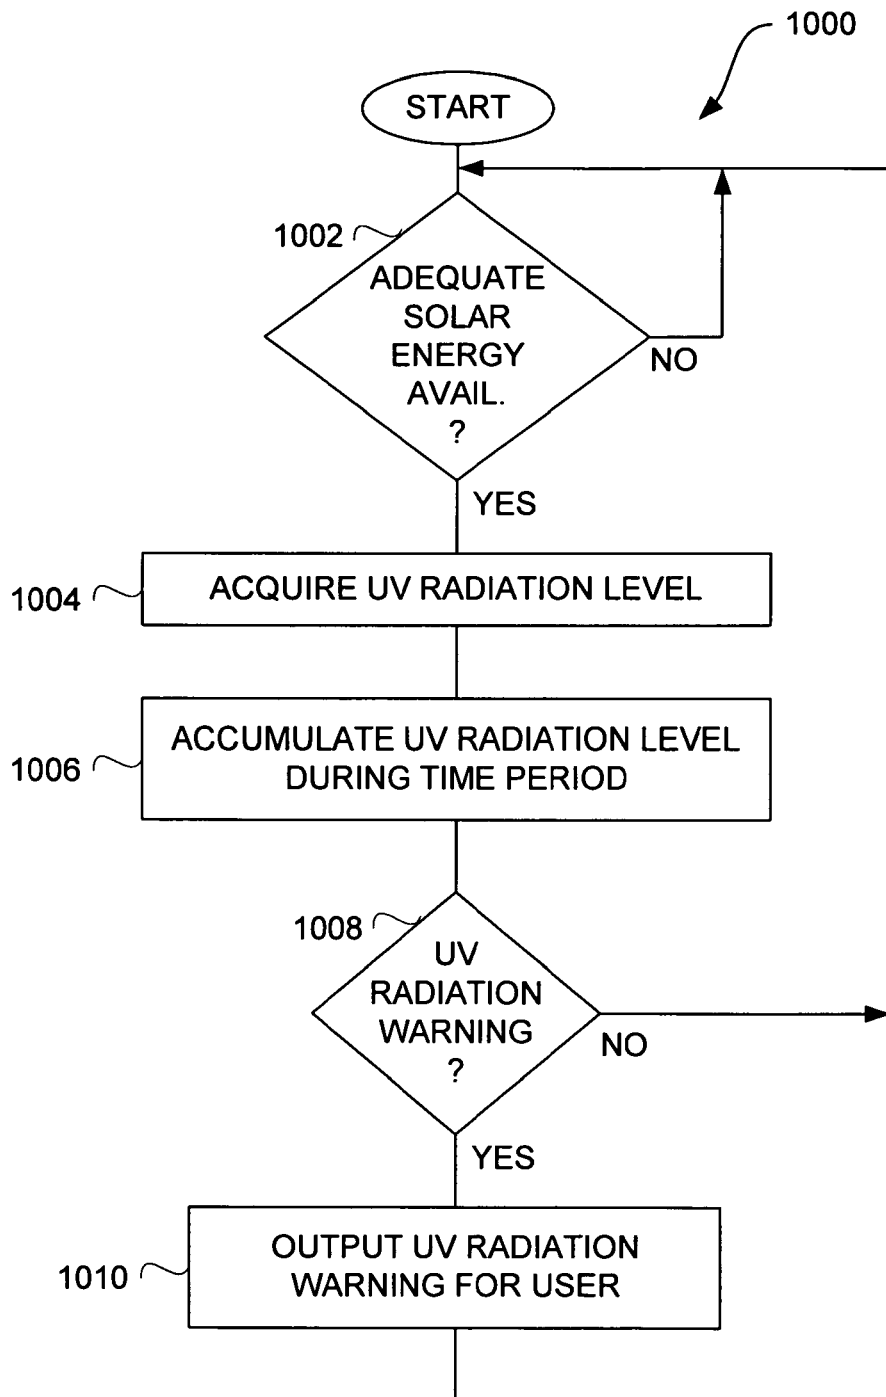 1000
START
1002
ADEQUATE
SOLAR
ENERGY
AVAIL.
?
NO
YES
1004
ACQUIRE UV RADIATION LEVEL
1006
ACCUMULATE UV RADIATION LEVEL
DURING TIME PERIOD
1008
UV
RADIATION
WARNING
?
NO
YES
1010
OUTPUT UV RADIATION
WARNING FOR USER